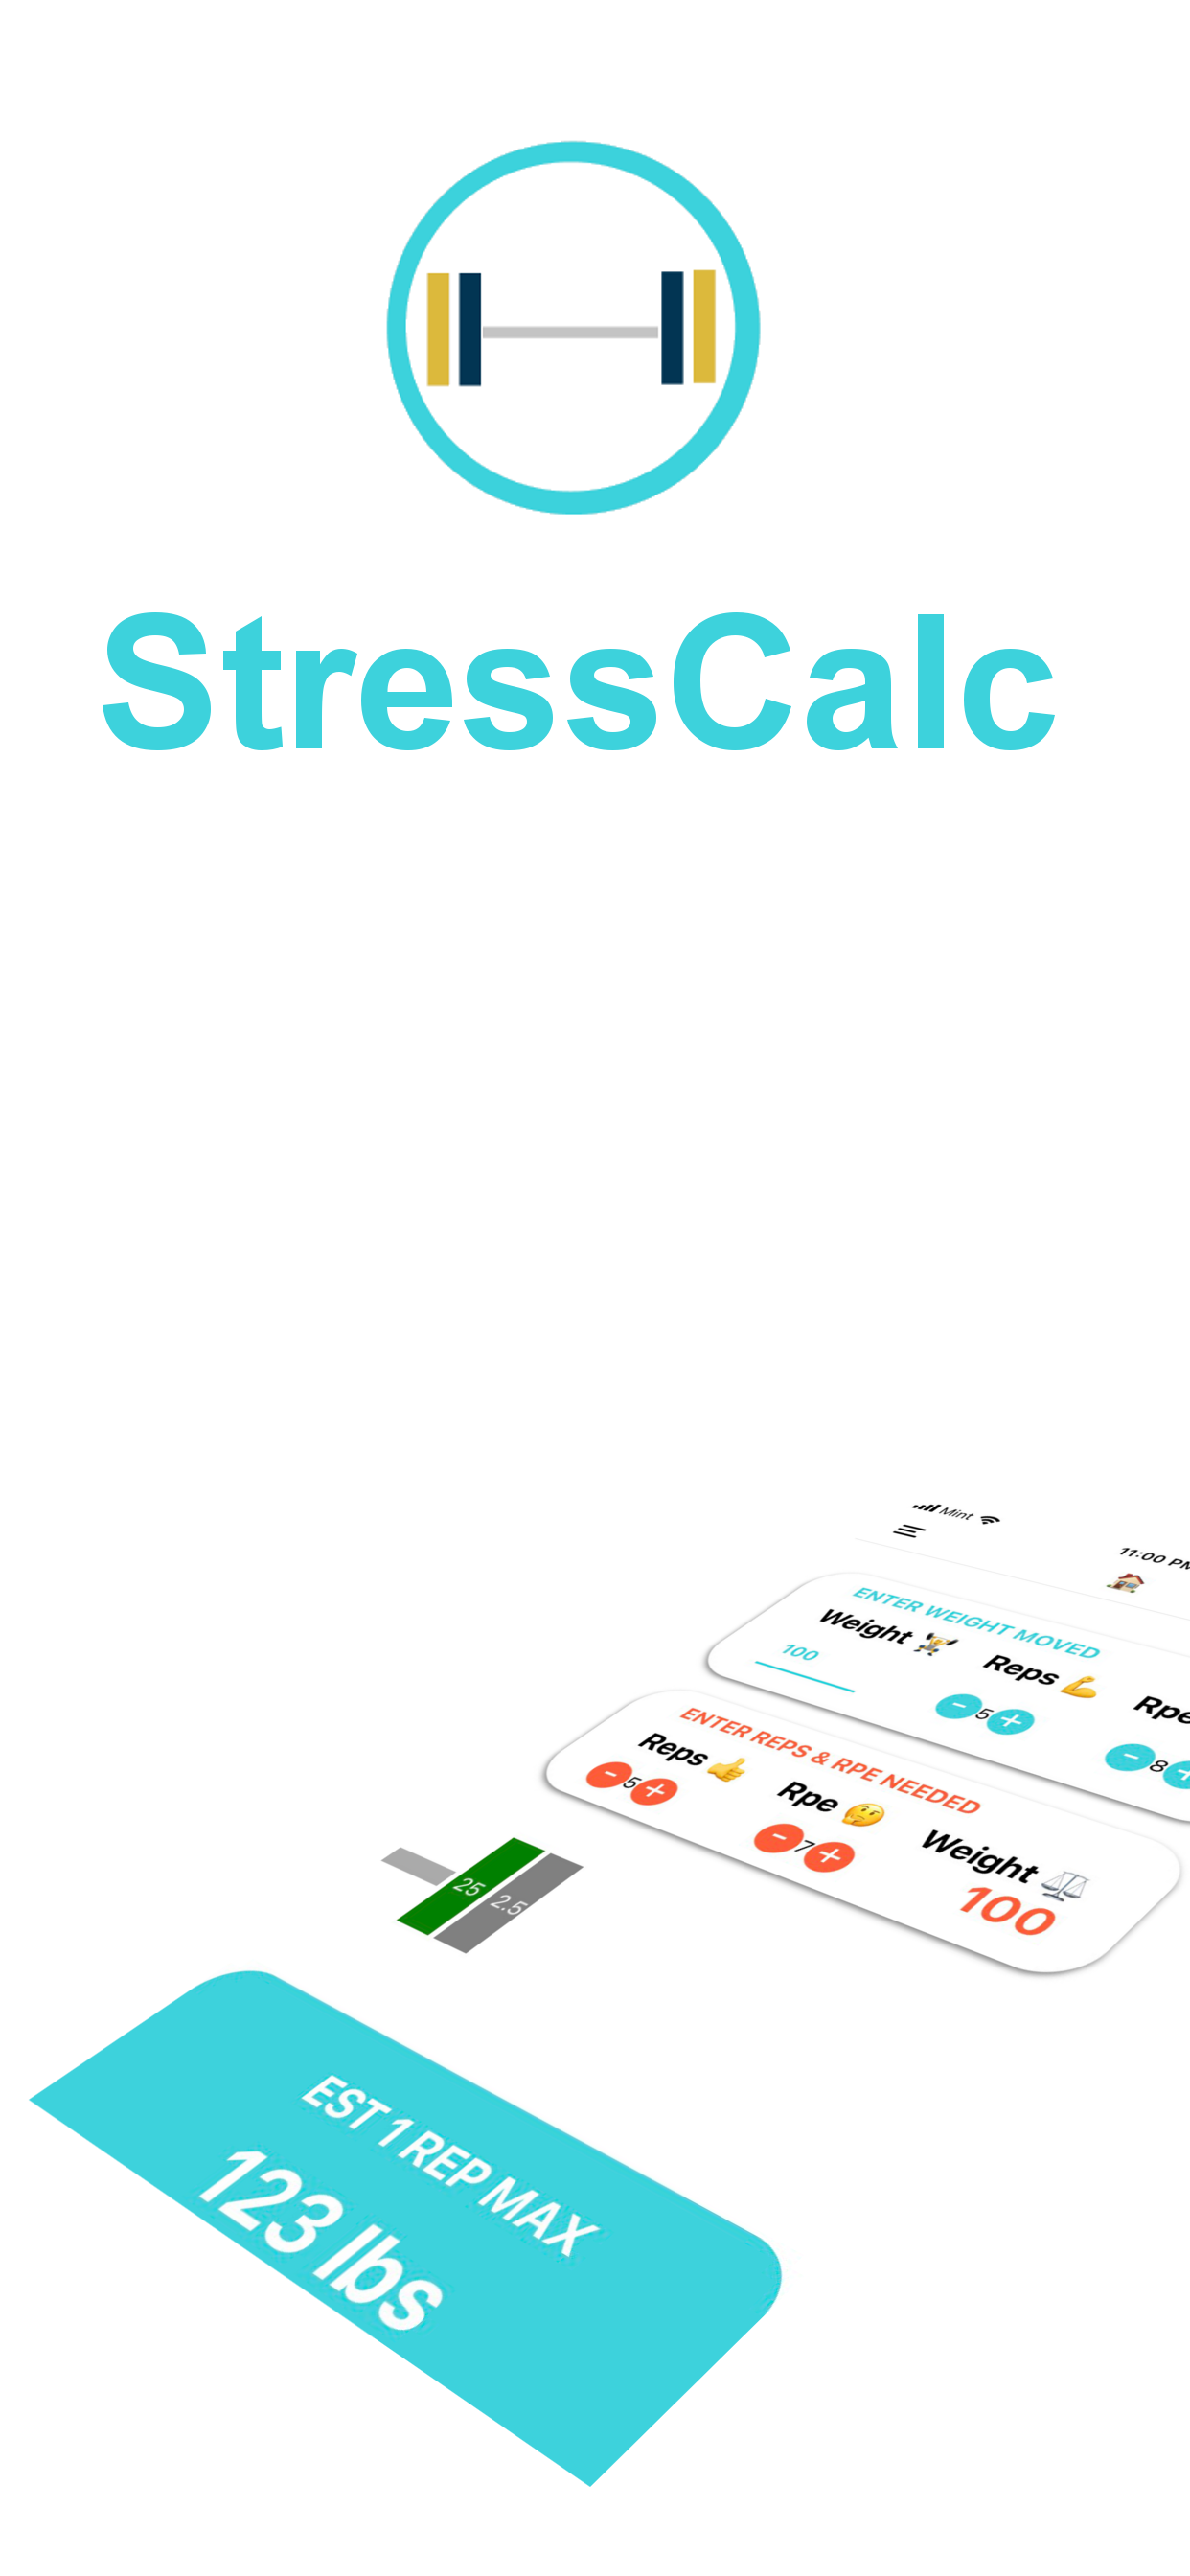 StressCalc
Mint
11:00 PM
ENTER WEIGHT MOVED
Weight 🏋 Reps 💪 Rpe
100 - 5 + - 8 +
ENTER REPS & RPE NEEDED
Reps 👍 Rpe 🤔 Weight ⚖
- 5 + - 7 + 100
25 2.5
EST 1 REP MAX
123 lbs